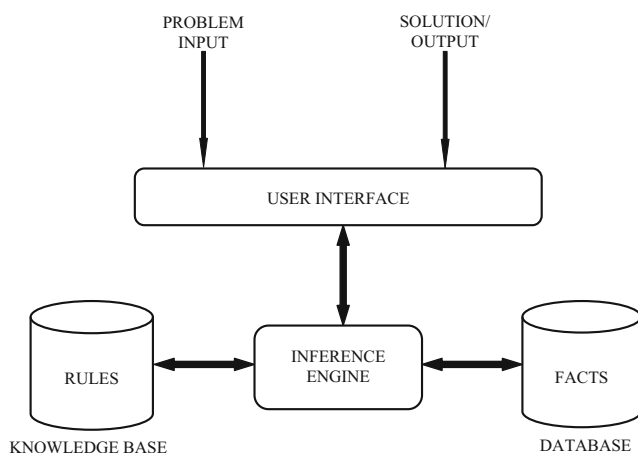 PROBLEM
INPUT
SOLUTION/
OUTPUT
USER INTERFACE
RULES
INFERENCE
ENGINE
FACTS
KNOWLEDGE BASE
DATABASE